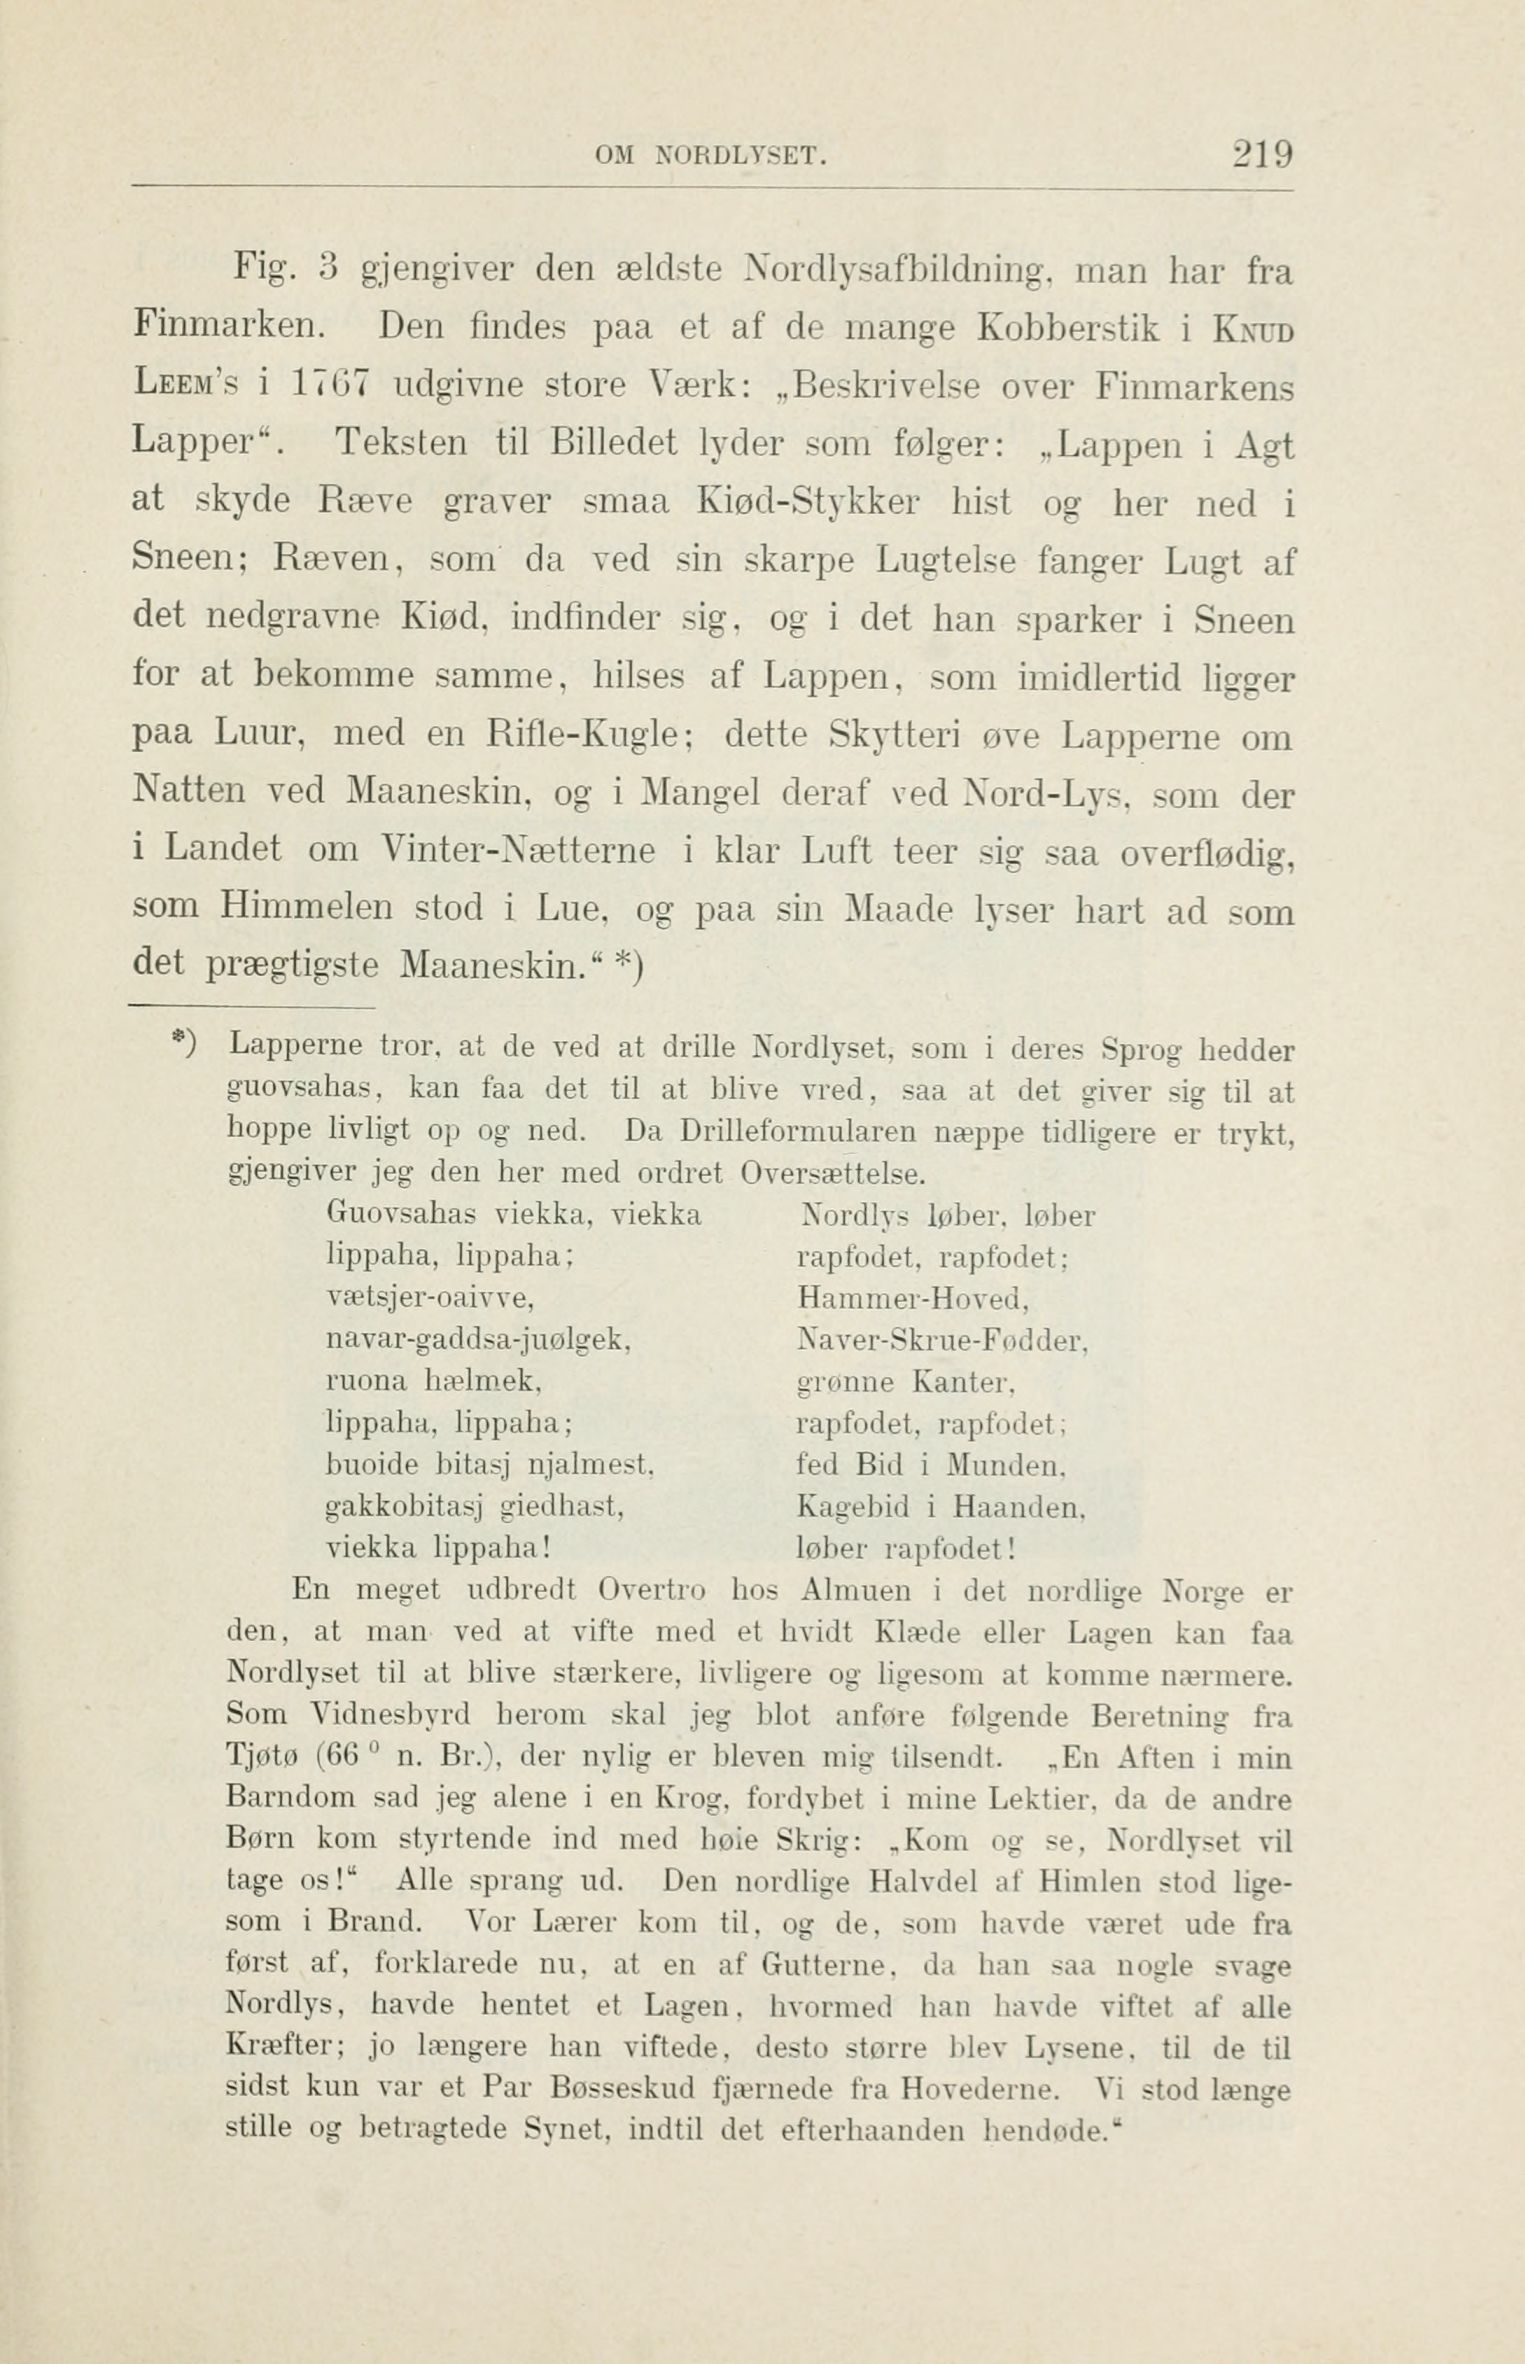 OM NORDLYSET. 219
Fig. 3 gjengiver den ældste Nordlysafbildning, man har fra
Finmarken. Den findes paa et af de mange Kobberstik i KNUD
LEEM's i 1767 udgivne store Værk: „Beskrivelse over Finmarkens
Lapper“. Teksten til Billedet lyder som følger: „Lappen i Agt
at skyde Ræve graver smaa Kiød-Stykker hist og her ned i
Sneen; Ræven, som da ved sin skarpe Lugtelse fanger Lugt af
det nedgravne Kiød, indfinder sig, og i det han sparker i Sneen
for at bekomme samme, hilses af Lappen, som imidlertid ligger
paa Luur, med en Rifle-Kugle; dette Skytteri øve Lapperne om
Natten ved Maaneskin, og i Mangel deraf ved Nord-Lys, som der
i Landet om Vinter-Nætterne i klar Luft teer sig saa overflødig,
som Himmelen stod i Lue, og paa sin Maade lyser hart ad som
det prægtigste Maaneskin.“ *)
*) Lapperne tror, at de ved at drille Nordlyset, som i deres Sprog hedder
guovsahas, kan faa det til at blive vred, saa at det giver sig til at
hoppe livligt op og ned. Da Drilleformularen næppe tidligere er trykt,
gjengiver jeg den her med ordret Oversættelse.
Guovsahas viekka, viekka Nordlys løber, løber
lippaha, lippaha; rapfodet, rapfodet;
vætsjer-oaivve, Hammer-Hoved,
navar-gaddsa-juølgek, Naver-Skrue-Fødder,
ruona hælmek, grønne Kanter,
lippaha, lippaha; rapfodet, rapfodet;
buoide bitasj njalmest, fed Bid i Munden,
gakkobitasj giedhast, Kagebid i Haanden,
viekka lippaha! løber rapfodet!
En meget udbredt Overtro hos Almuen i det nordlige Norge er
den, at man ved at vifte med et hvidt Klæde eller Lagen kan faa
Nordlyset til at blive stærkere, livligere og ligesom at komme nærmere.
Som Vidnesbyrd herom skal jeg blot anføre følgende Beretning fra
Tjøtø (66 ⁰ n. Br.), der nylig er bleven mig tilsendt. „En Aften i min
Barndom sad jeg alene i en Krog, fordybet i mine Lektier, da de andre
Børn kom styrtende ind med høie Skrig: „Kom og se, Nordlyset vil
tage os!“ Alle sprang ud. Den nordlige Halvdel af Himlen stod lige-
som i Brand. Vor Lærer kom til, og de, som havde været ude fra
først af, forklarede nu, at en af Gutterne, da han saa nogle svage
Nordlys, havde hentet et Lagen, hvormed han havde viftet af alle
Kræfter; jo længere han viftede, desto større blev Lysene, til de til
sidst kun var et Par Bøsseskud fjærnede fra Hovederne. Vi stod længe
stille og betragtede Synet, indtil det efterhaanden hendøde.“